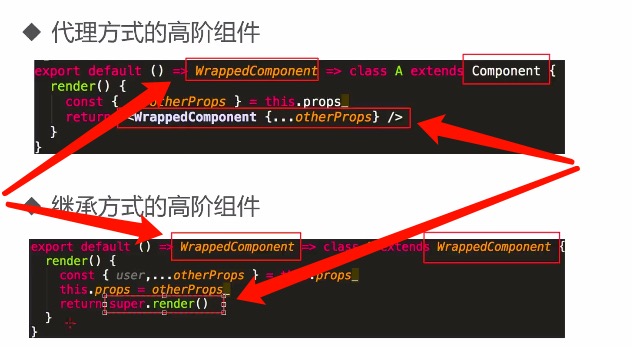 ◆ 代理方式的高阶组件
export default () => WrappedComponent => class A extends Component {
render() {
const { otherProps } = this.props
return <WrappedComponent {...otherProps} />
}
}
◆ 继承方式的高阶组件
export default () => WrappedComponent => class extends WrappedComponent {
render() {
const { user,...otherProps } = this.props
this.props = otherProps
return super.render()
}
}